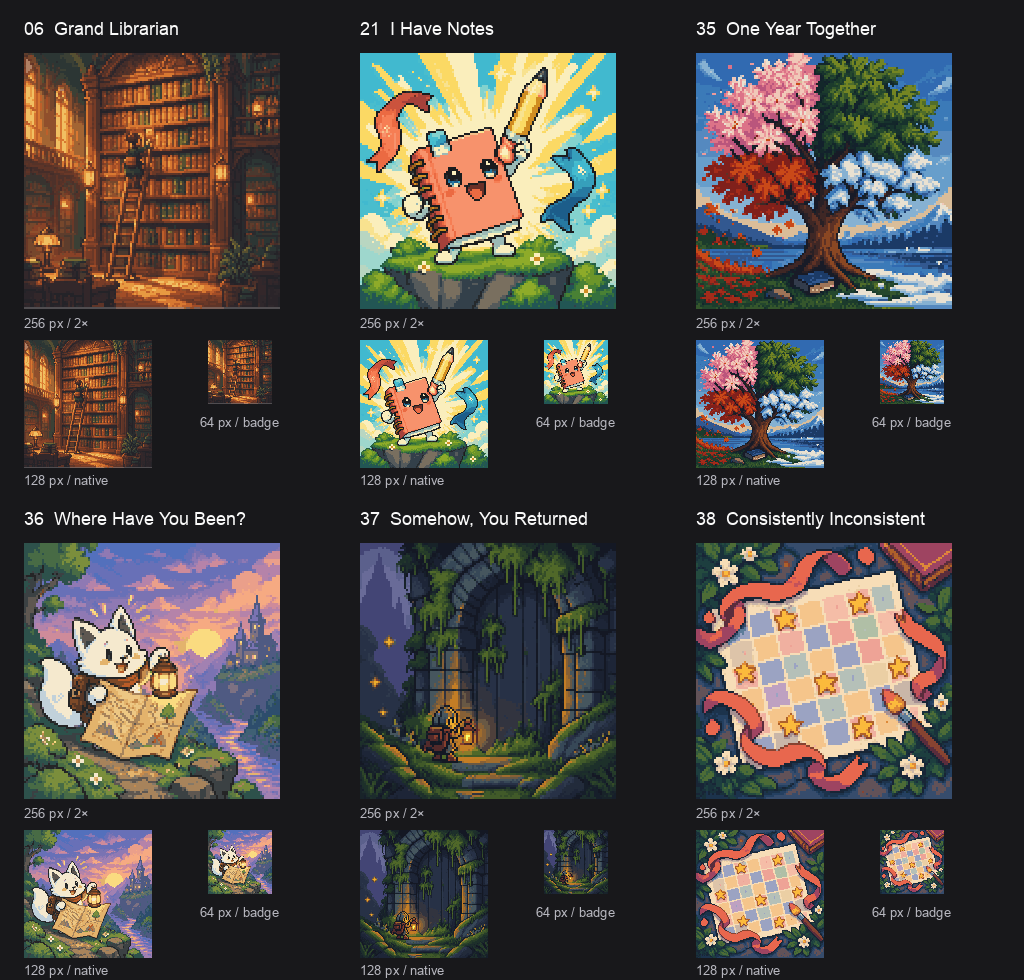 06 Grand Librarian
21 I Have Notes
35 One Year Together
256 px / 2×
256 px / 2×
256 px / 2×
64 px / badge
64 px / badge
64 px / badge
128 px / native
128 px / native
128 px / native
36 Where Have You Been?
37 Somehow, You Returned
38 Consistently Inconsistent
256 px / 2×
256 px / 2×
256 px / 2×
64 px / badge
64 px / badge
64 px / badge
128 px / native
128 px / native
128 px / native